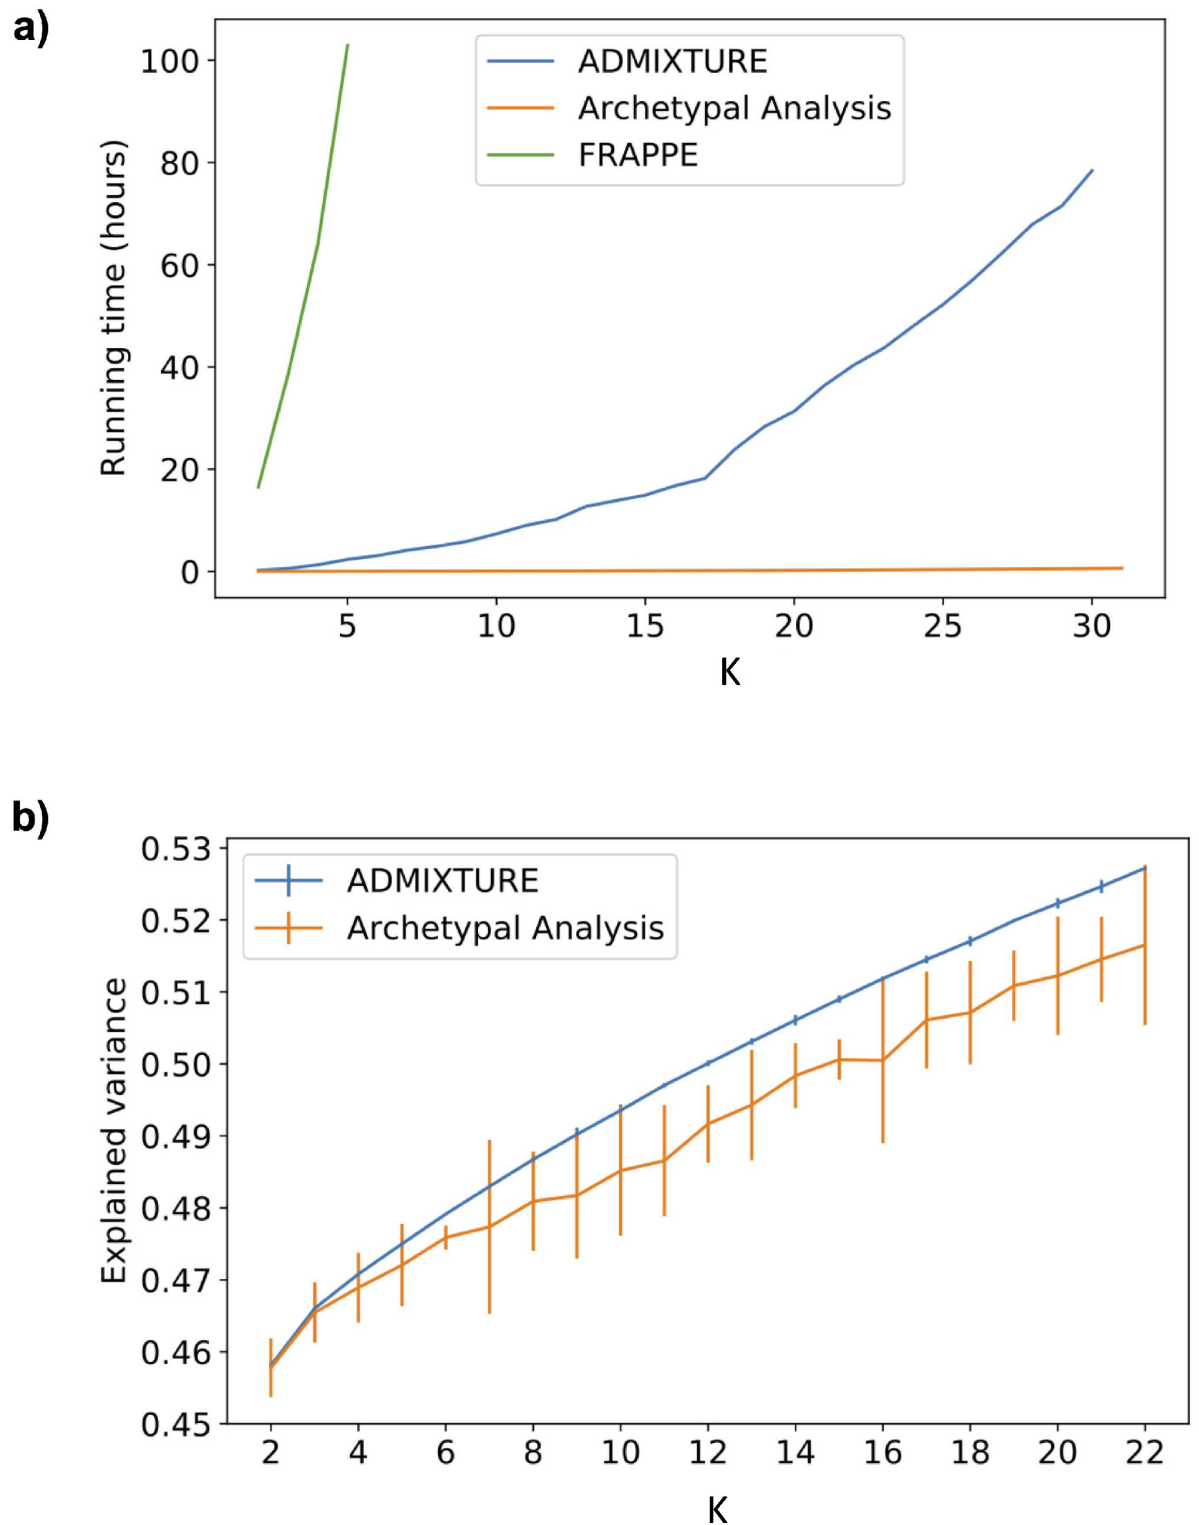 a)
100
80
60
40
20
0
Running time (hours)
ADMIXTURE
Archetypal Analysis
FRAPPE
5 10 15 20 25 30
K
b)
0.53
0.52
0.51
0.50
0.49
0.48
0.47
0.46
0.45
Explained variance
ADMIXTURE
Archetypal Analysis
2 4 6 8 10 12 14 16 18 20 22
K